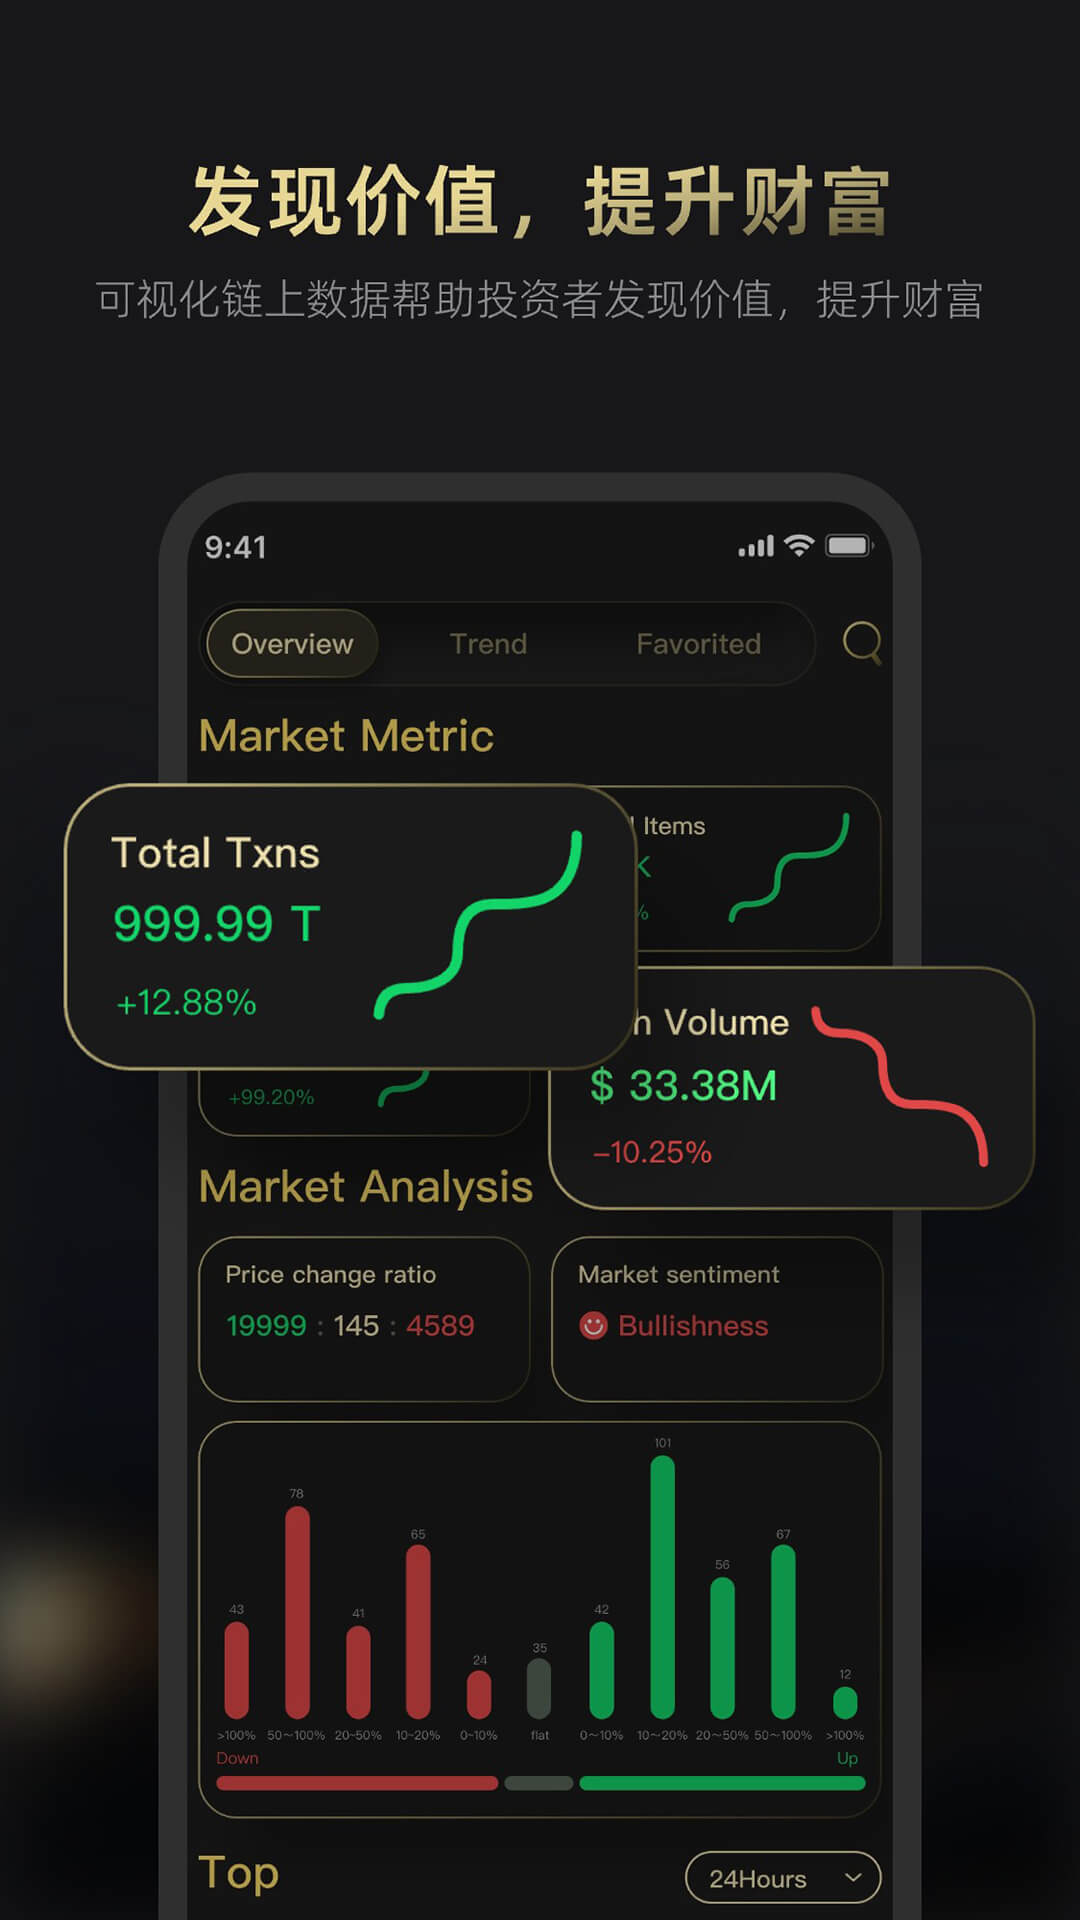 发现价值，提升财富
可视化链上数据帮助投资者发现价值，提升财富
9:41
Overview Trend Favorited
Market Metric
Total Txns
999.99 T
+12.88%
Items
K
%
+99.20%
h Volume
$ 33.38M
-10.25%
Market Analysis
Price change ratio
19999 : 145 : 4589
Market sentiment
Bullishness
43 78 41 65 24 35 42 101 56 67 12
>100% 50~100% 20~50% 10~20% 0~10% flat 0~10% 10~20% 20~50% 50~100% >100%
Down Up
Top
24Hours